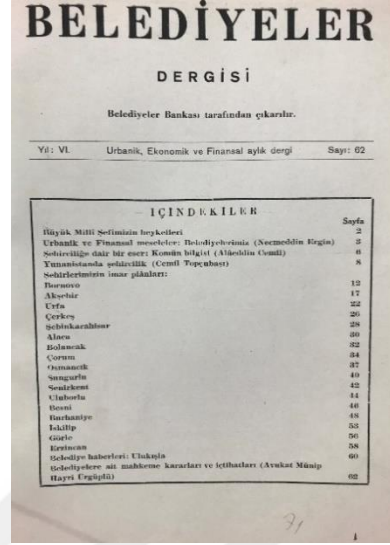 BELEDİYELER
DERGİSİ
Belediyeler Bankası tarafından çıkarılır.
Yıl: VI. Urbanik, Ekonomik ve Finansal aylık dergi Sayı: 62
İÇİNDEKİLER
Sayfa
Büyük Milli Şefimizin heykelleri 2
Urbanik ve Finansal meseleler: Belediyelerimiz (Necmeddin Ergin) 3
Şehirciliğe dair bir eser: Komün bilgisi (Alâeddin Cemil) 6
Yunanistanda şehircilik (Cemil Topçubaşı) 8
Şehirlerimizin imar plânları:
Bornovo 12
Akşehir 17
Urfa 22
Çerkeş 26
Şebinkarahisar 28
Alaca 30
Bolancak 32
Çorum 34
Osmancık 37
Sungurlu 40
Senirkent 42
Uluborlu 44
Besni 46
Burhaniye 48
İskilip 53
Görle 56
Erzincan 58
Belediye haberleri: Ulukışla 60
Belediyelere ait mahkeme kararları ve içtihatları (Avukat Münip
Hayri Ürgüplü) 62